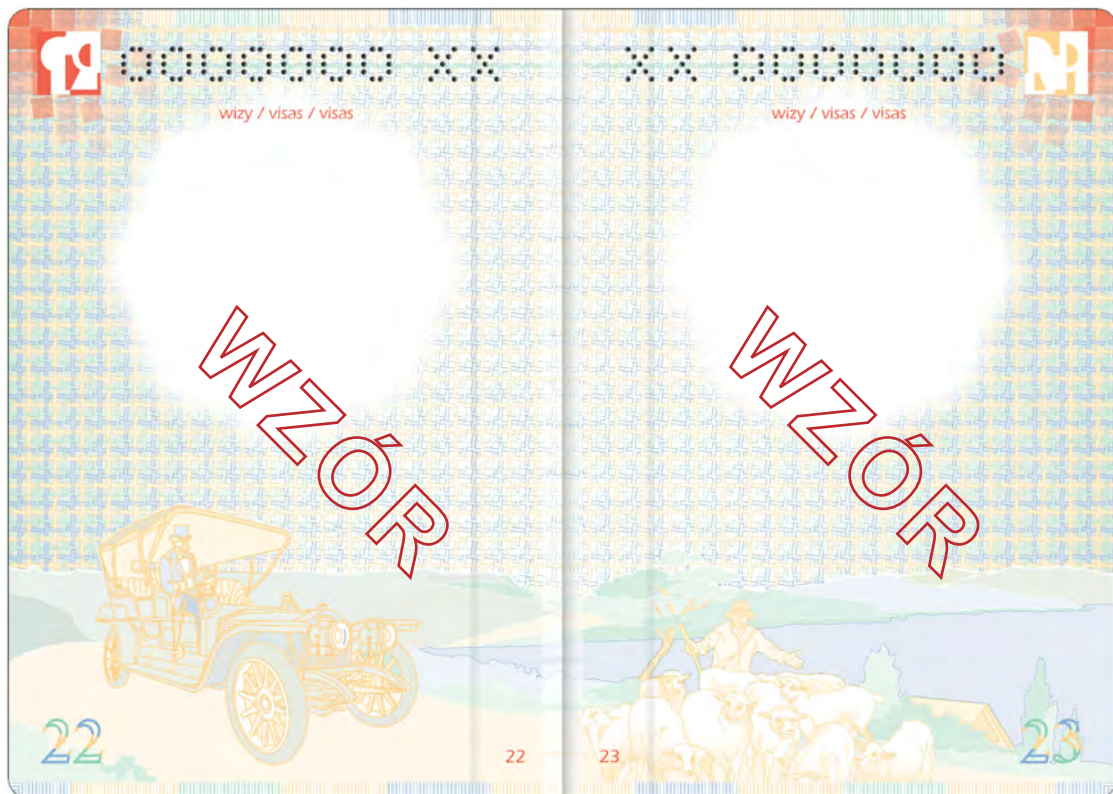 0000000 XX
wizy / visas / visas
WZÓR
22
22
XX 0000000
wizy / visas / visas
WZÓR
23
23